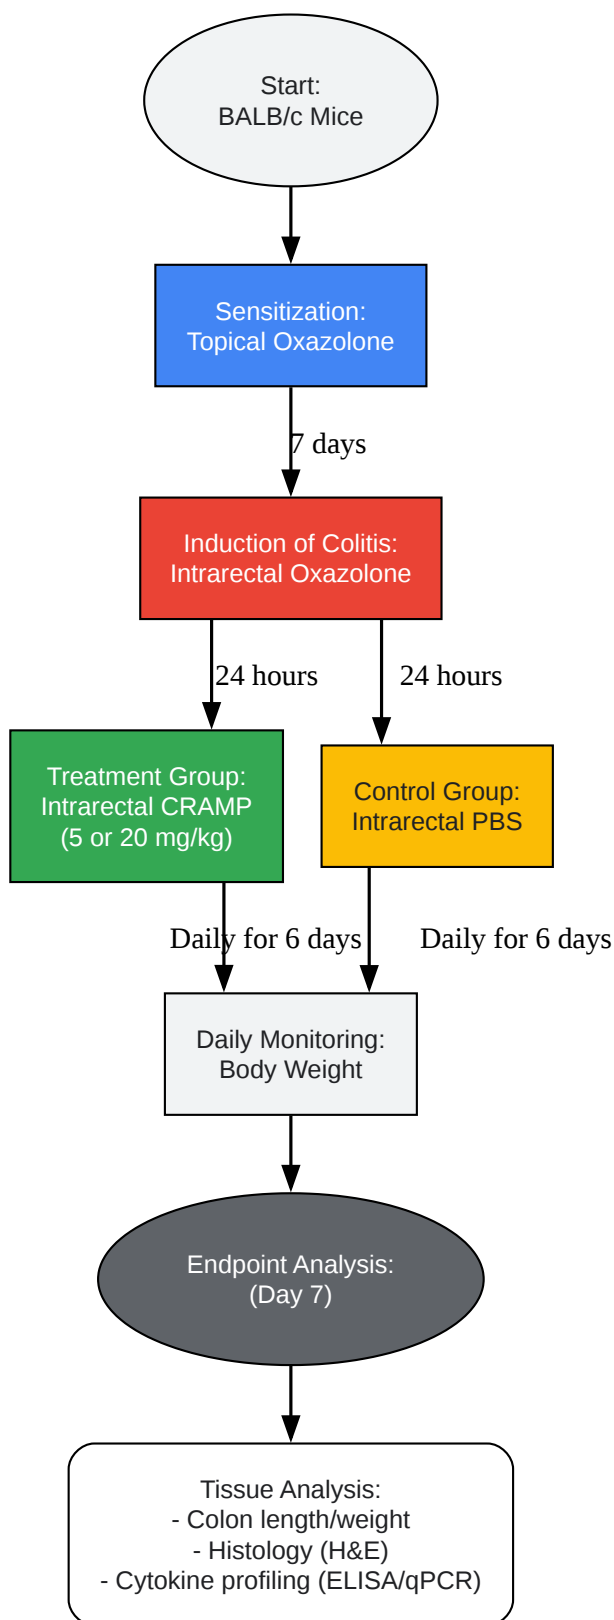 Start:
BALB/c Mice
Sensitization:
Topical Oxazolone
7 days
Induction of Colitis:
Intrarectal Oxazolone
24 hours
24 hours
Treatment Group:
Intrarectal CRAMP
(5 or 20 mg/kg)
Control Group:
Intrarectal PBS
Daily for 6 days
Daily for 6 days
Daily Monitoring:
Body Weight
Endpoint Analysis:
(Day 7)
Tissue Analysis:
- Colon length/weight
- Histology (H&E)
- Cytokine profiling (ELISA/qPCR)